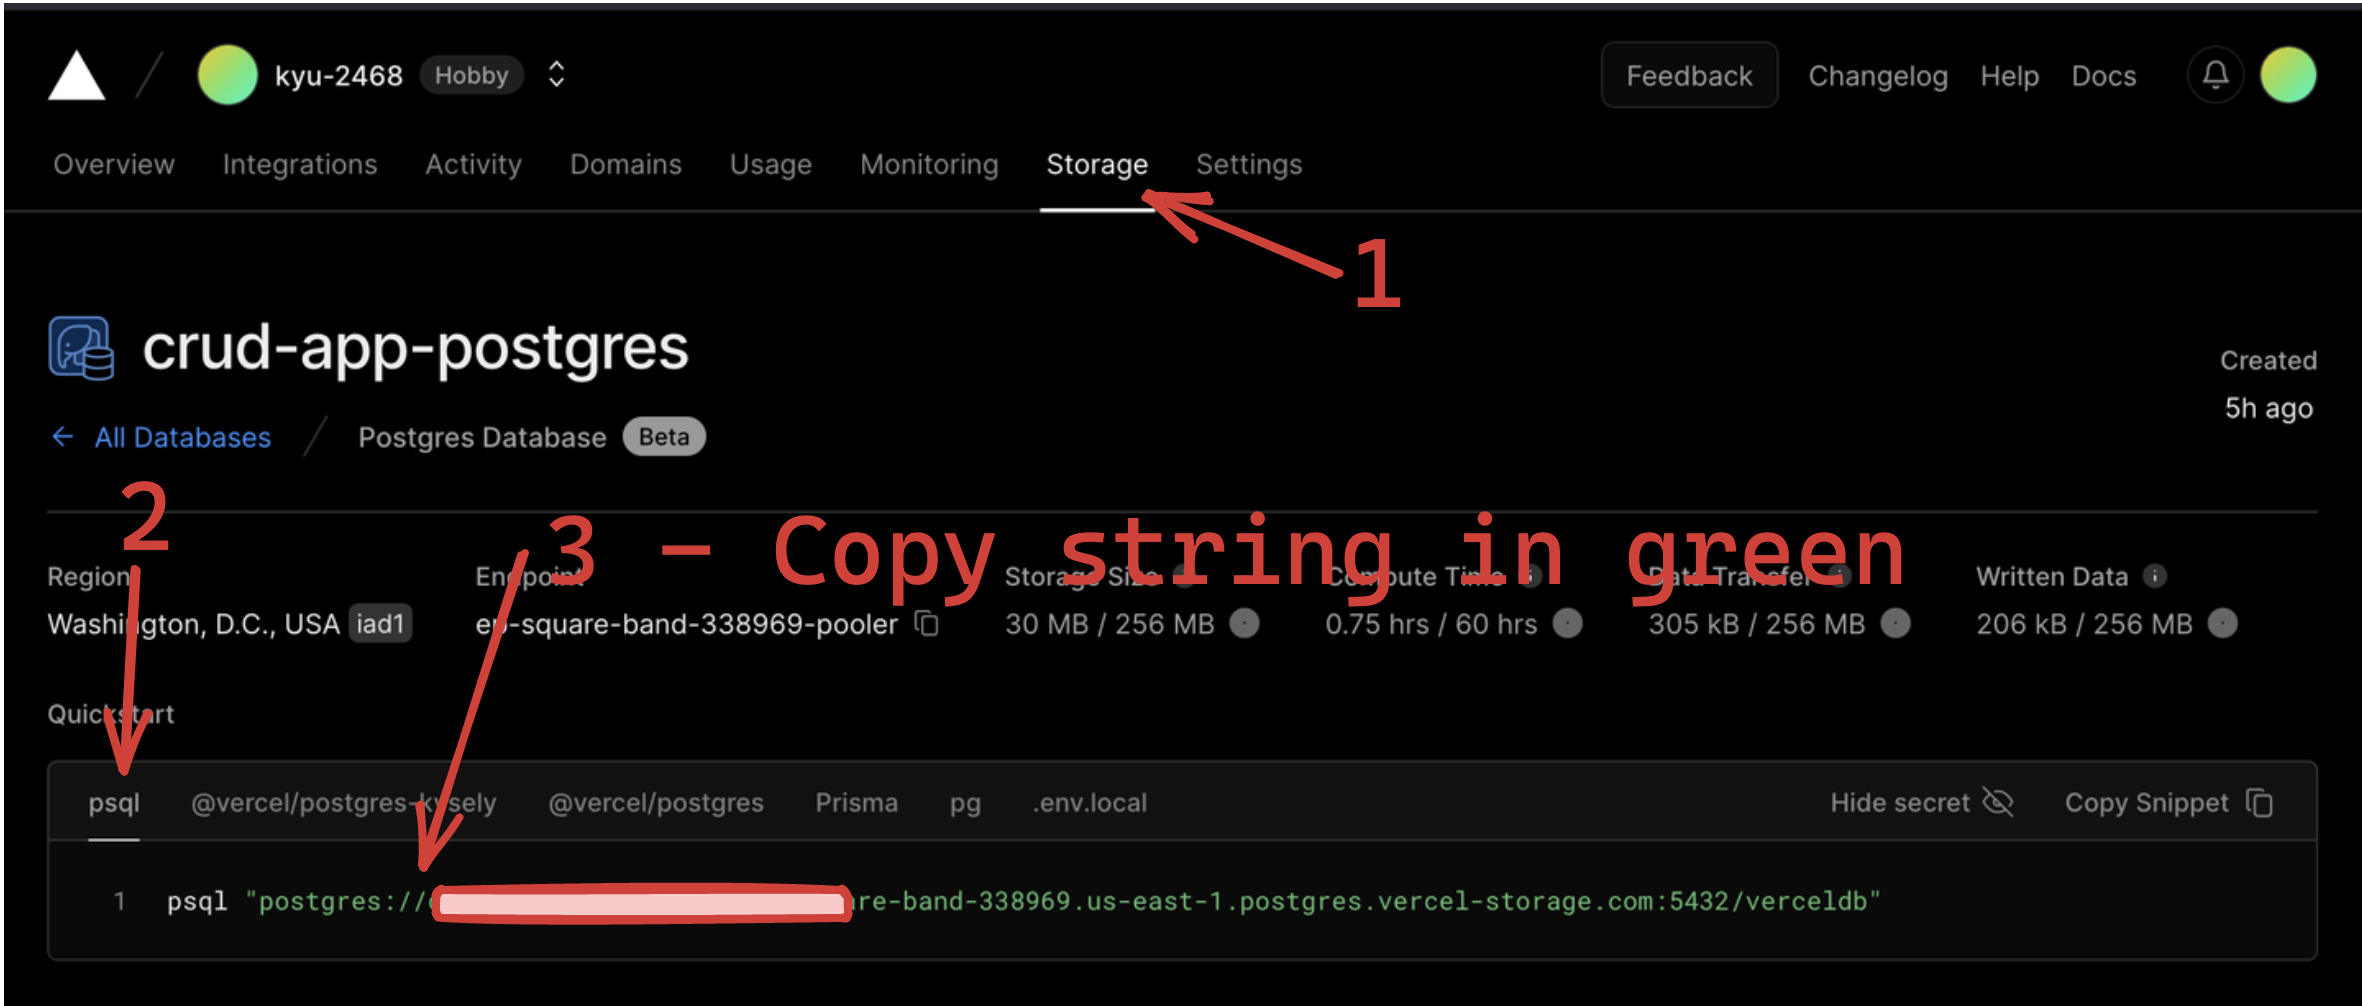 kyu-2468 Hobby Feedback Changelog Help Docs
Overview Integrations Activity Domains Usage Monitoring Storage Settings
1
crud-app-postgres
Created
5h ago
All Databases / Postgres Database Beta
2
3 - Copy string in green
Region Endpoint Storage Size Compute Time Data Transfer Written Data
Washington, D.C., USA iad1 ep-square-band-338969-pooler 30 MB / 256 MB 0.75 hrs / 60 hrs 305 kB / 256 MB 206 kB / 256 MB
Quickstart
psql @vercel/postgres-kysely @vercel/postgres Prisma pg .env.local Hide secret Copy Snippet
1 psql "postgres:// are-band-338969.us-east-1.postgres.vercel-storage.com:5432/verceldb"